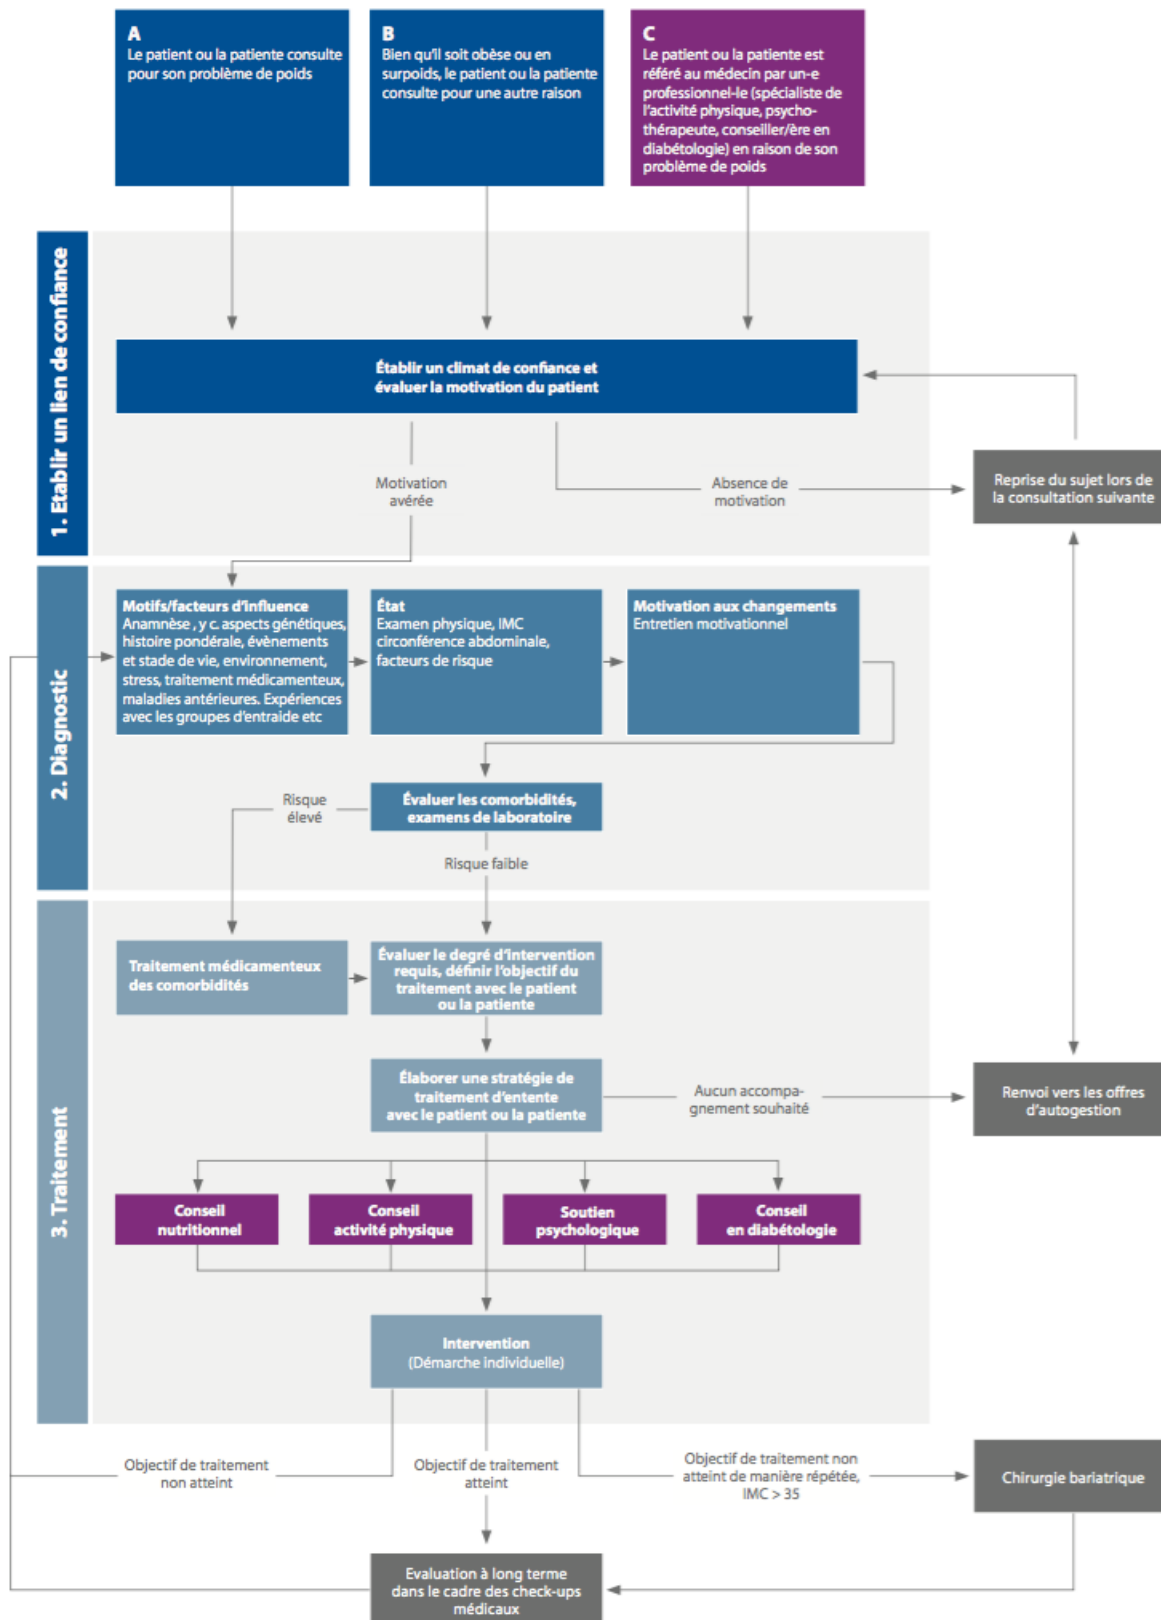 A
Le patient ou la patiente consulte
pour son problème de poids
B
Bien qu'il soit obèse ou en
surpoids, le patient ou la patiente
consulte pour une autre raison
C
Le patient ou la patiente est
référé au médecin par un-e
professionnel-le (spécialiste de
l'activité physique, psycho-
thérapeute, conseiller/ère en
diabétologie) en raison de son
problème de poids
1. Etablir un lien de confiance
Établir un climat de confiance et
évaluer la motivation du patient
Motivation
avérée
Absence de
motivation
Reprise du sujet lors de
la consultation suivante
2. Diagnostic
Motifs/facteurs d'influence
Anamnèse , y c. aspects génétiques,
histoire pondérale, évènements
et stade de vie, environnement,
stress, traitement médicamenteux,
maladies antérieures. Expériences
avec les groupes d'entraide etc
État
Examen physique, IMC
circonférence abdominale,
facteurs de risque
Motivation aux changements
Entretien motivationnel
Risque
élevé
Évaluer les comorbidités,
examens de laboratoire
Risque faible
3. Traitement
Traitement médicamenteux
des comorbidités
Évaluer le degré d'intervention
requis, définir l'objectif du
traitement avec le patient
ou la patiente
Élaborer une stratégie de
traitement d'entente
avec le patient ou la patiente
Aucun accompa-
gnement souhaité
Renvoi vers les offres
d'autogestion
Conseil
nutritionnel
Conseil
activité physique
Soutien
psychologique
Conseil
en diabétologie
Intervention
(Démarche individuelle)
Objectif de traitement
non atteint
Objectif de traitement
atteint
Objectif de traitement non
atteint de manière répétée,
IMC > 35
Chirurgie bariatrique
Evaluation à long terme
dans le cadre des check-ups
médicaux